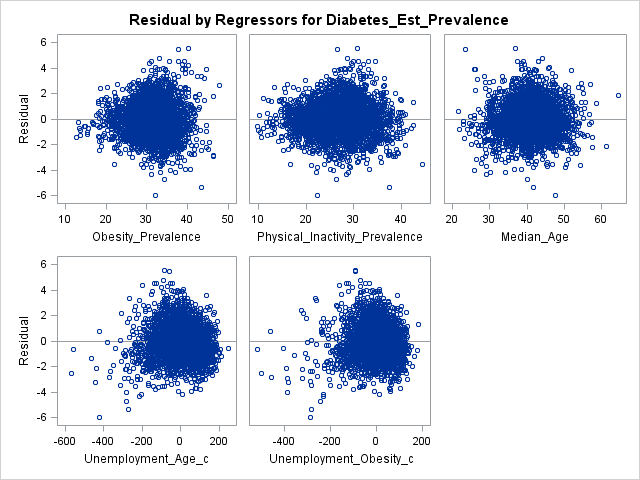 Residual by Regressors for Diabetes_Est_Prevalence
Residual
6
4
2
0
-2
-4
-6
10 20 30 40 50
Obesity_Prevalence
10 20 30 40
Physical_Inactivity_Prevalence
20 30 40 50 60
Median_Age
Residual
6
4
2
0
-2
-4
-6
-600 -400 -200 0 200
Unemployment_Age_c
-400 -200 0 200
Unemployment_Obesity_c